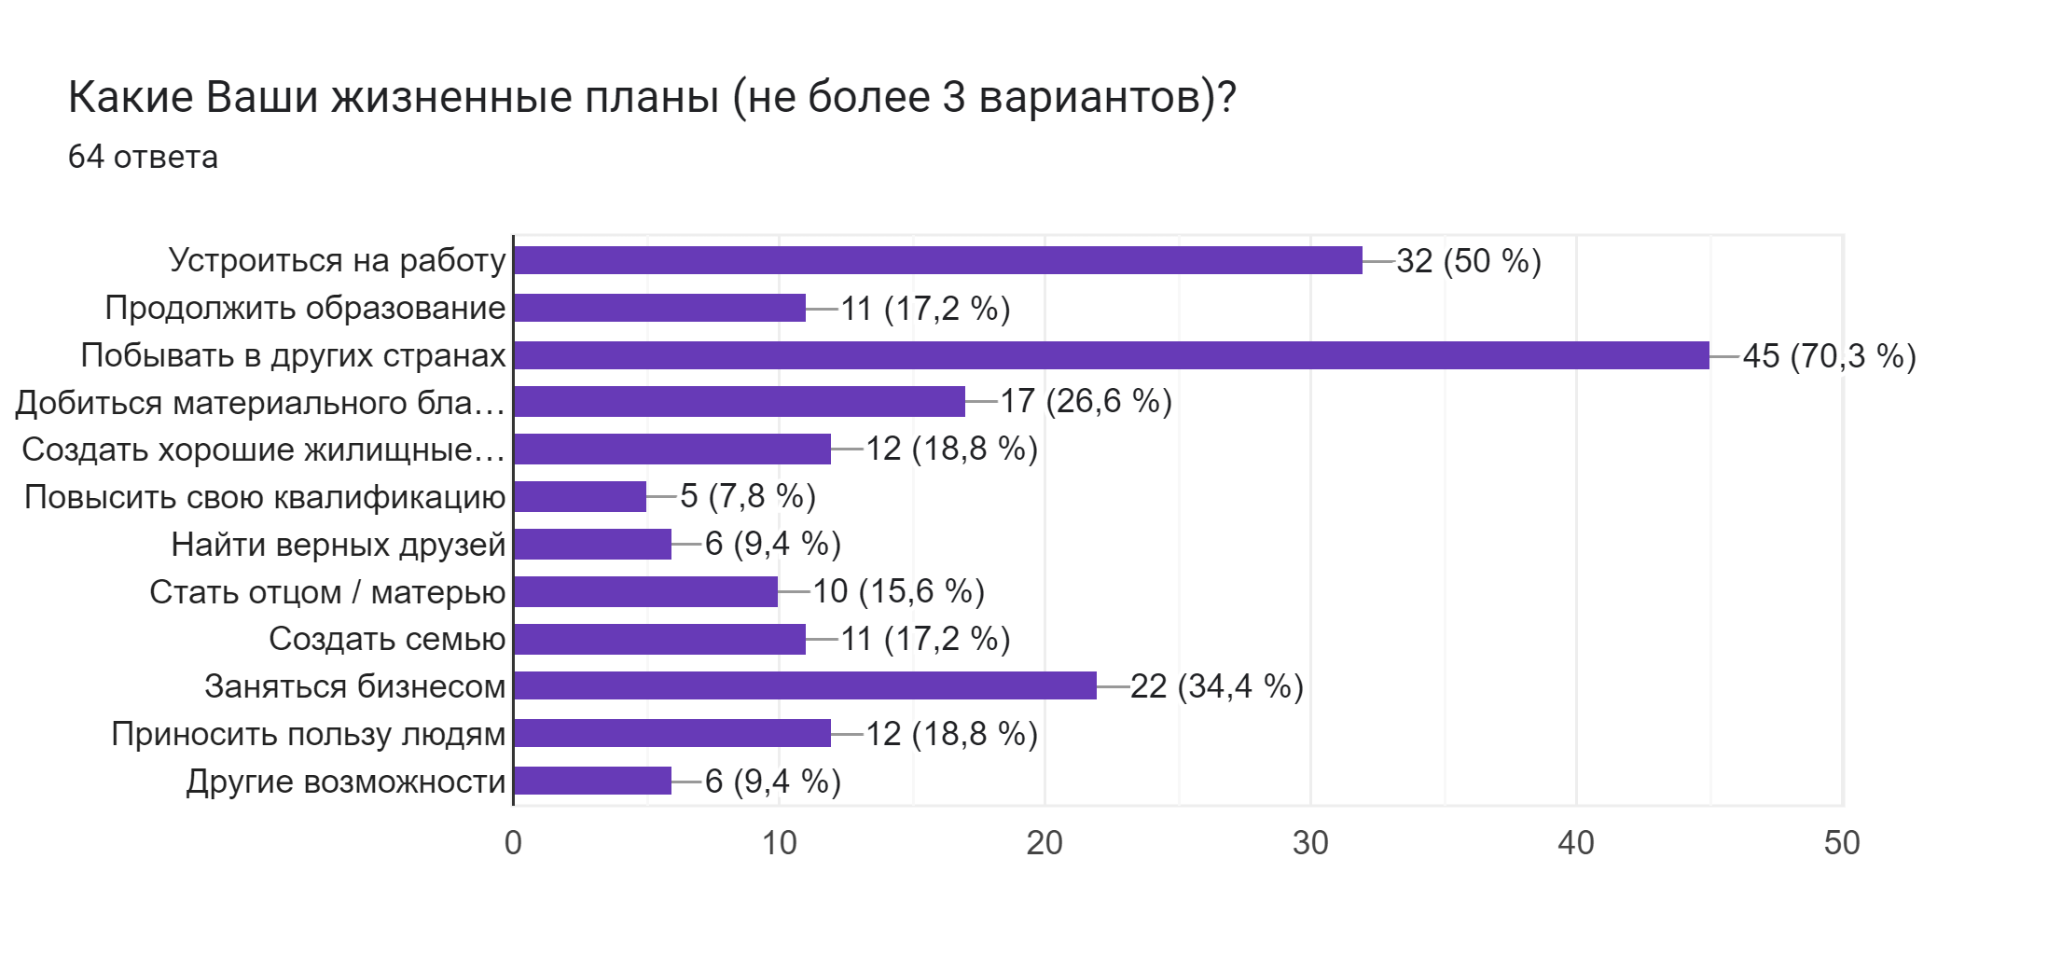 Какие Ваши жизненные планы (не более 3 вариантов)?
64 ответа
Устроиться на работу 32 (50 %)
Продолжить образование 11 (17,2 %)
Побывать в других странах 45 (70,3 %)
Добиться материального бла… 17 (26,6 %)
Создать хорошие жилищные… 12 (18,8 %)
Повысить свою квалификацию 5 (7,8 %)
Найти верных друзей 6 (9,4 %)
Стать отцом / матерью 10 (15,6 %)
Создать семью 11 (17,2 %)
Заняться бизнесом 22 (34,4 %)
Приносить пользу людям 12 (18,8 %)
Другие возможности 6 (9,4 %)
0 10 20 30 40 50